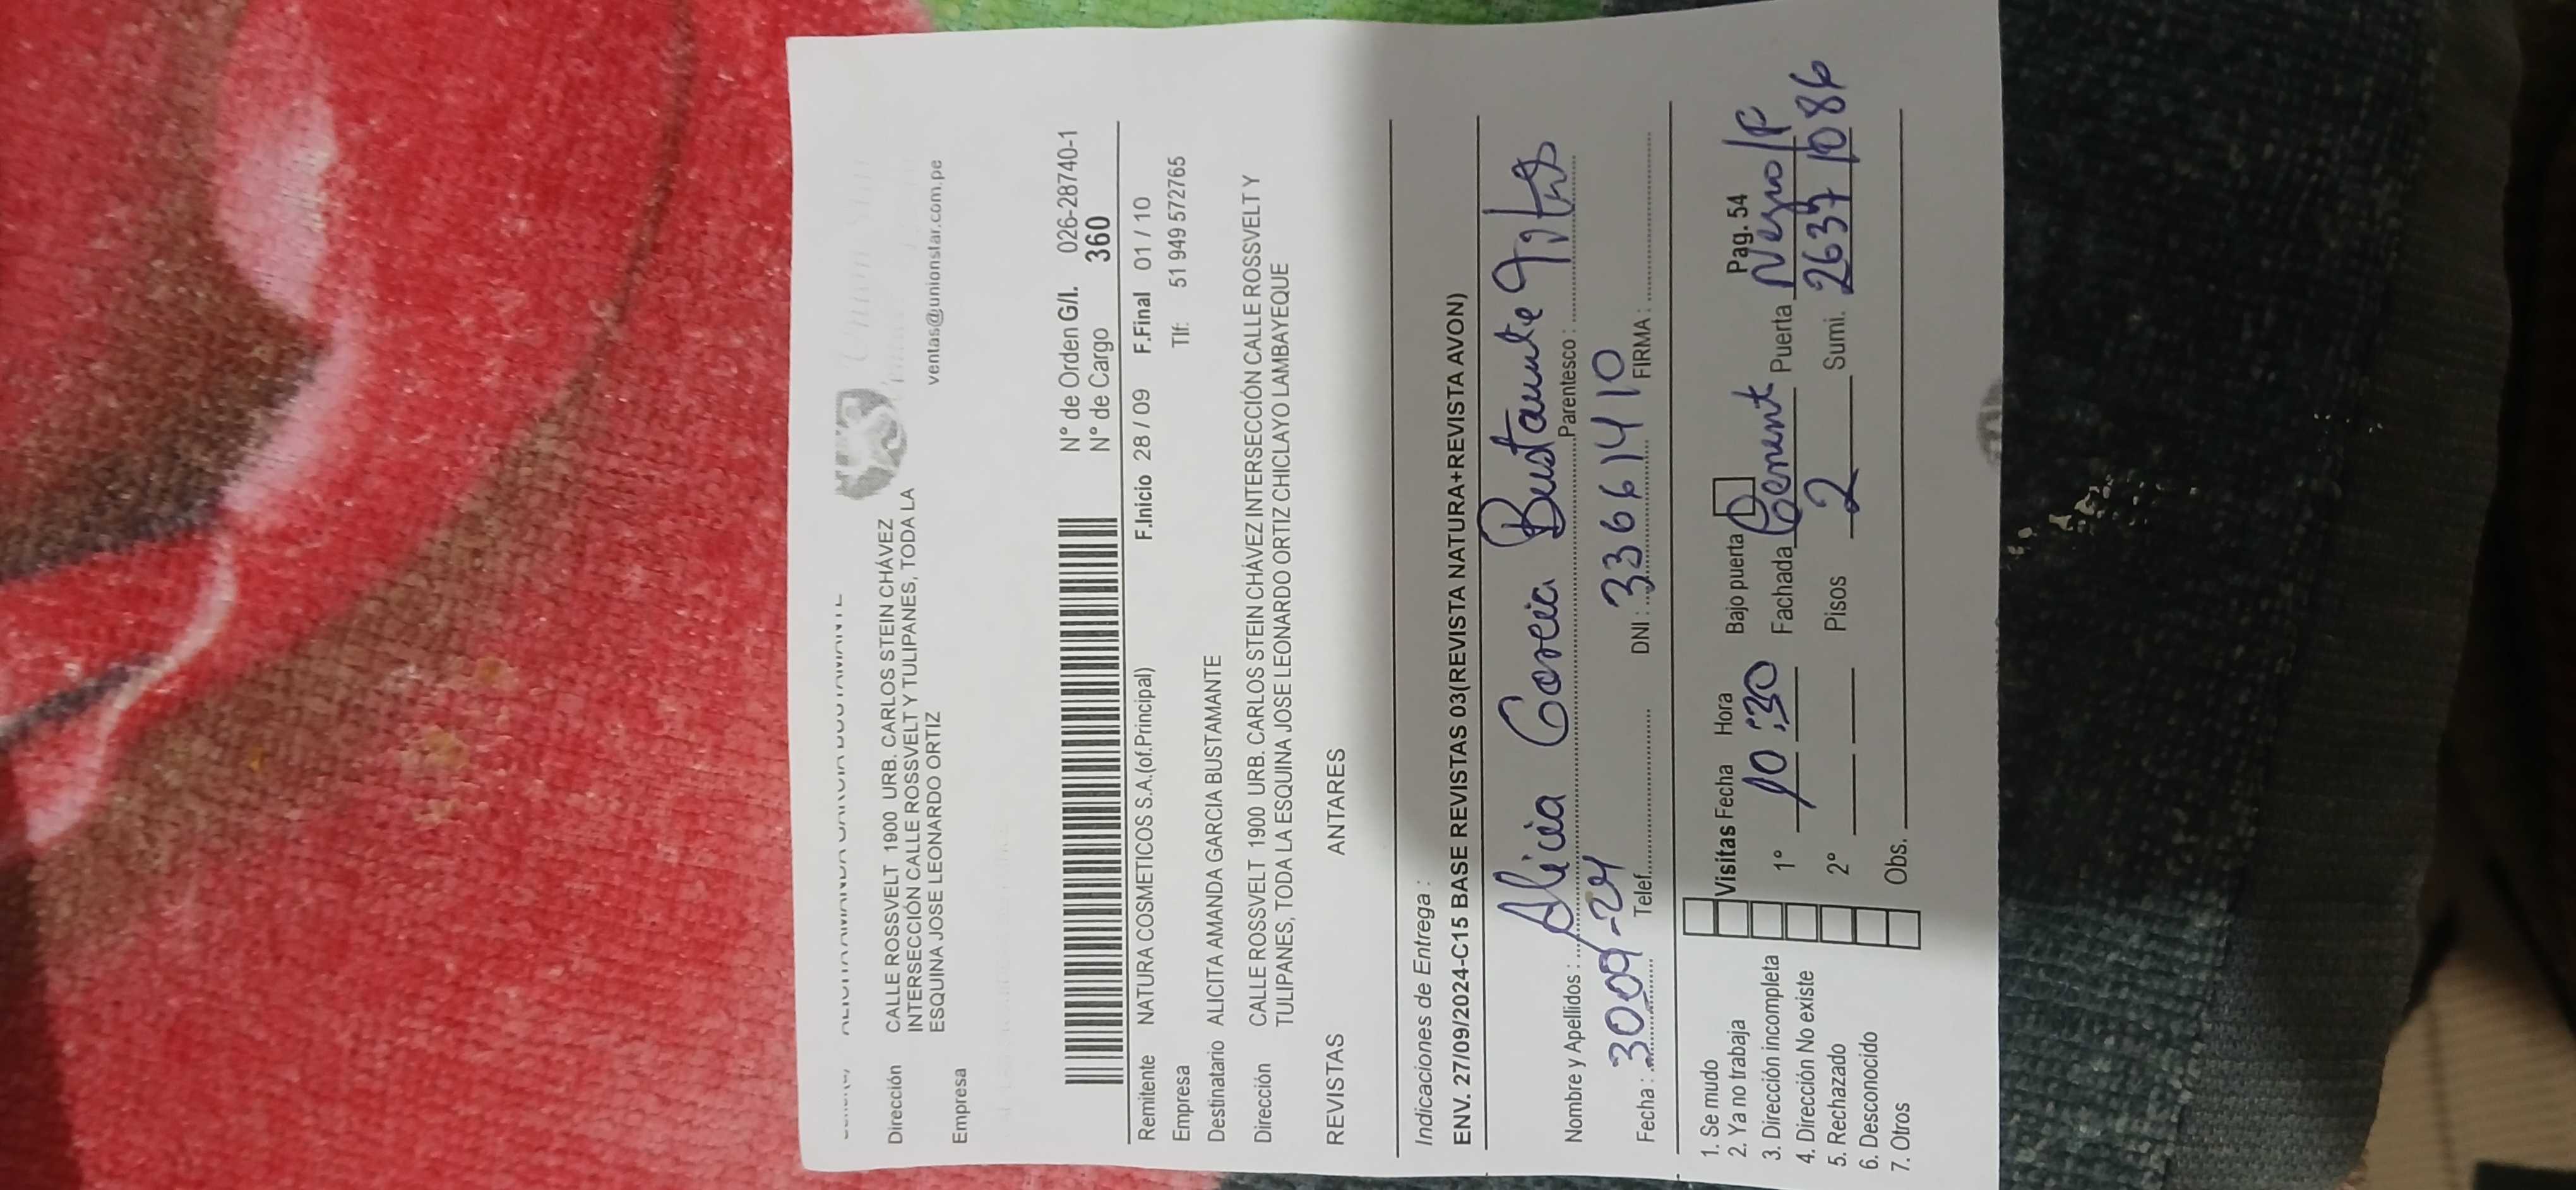 ALICITA AMANDA GARCIA BUSTAMANTE
Dirección CALLE ROSSVELT 1900 URB. CARLOS STEIN CHÁVEZ
INTERSECCIÓN CALLE ROSSVELT Y TULIPANES, TODA LA
ESQUINA JOSE LEONARDO ORTIZ
Empresa
ventas@unionstar.com.pe
N° de Orden G/I. 026-28740-1
N° de Cargo 360
Remitente NATURA COSMETICOS S.A.(of.Principal) F.Inicio 28 / 09 F.Final 01 / 10
Empresa Tlf: 51 949 572765
Destinatario ALICITA AMANDA GARCIA BUSTAMANTE
Dirección CALLE ROSSVELT 1900 URB. CARLOS STEIN CHÁVEZ INTERSECCIÓN CALLE ROSSVELT Y
TULIPANES, TODA LA ESQUINA JOSE LEONARDO ORTIZ CHICLAYO LAMBAYEQUE
REVISTAS ANTARES
Indicaciones de Entrega :
ENV. 27/09/2024-C15 BASE REVISTAS 03(REVISTA NATURA+REVISTA AVON)
Nombre y Apellidos : Alicia Garcia Bustamante Parentesco :
Fecha : 30-09-24 Telef. DNI : 33661410 FIRMA :
1. Se mudo Visitas Fecha Hora Bajo puerta Pag. 54
2. Ya no trabaja
3. Dirección incompleta 1° 10:30 Fachada Puerta Negro/F
4. Dirección No existe
5. Rechazado 2° Pisos 2 Sumi. 26371086
6. Desconocido
7. Otros Obs.